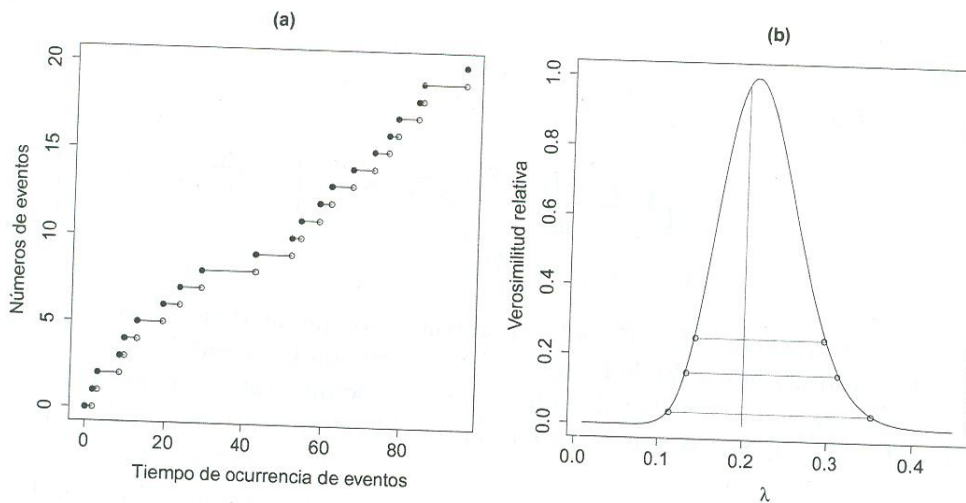 (a)
Números de eventos
20
15
10
5
0
0 20 40 60 80
Tiempo de ocurrencia de eventos
(b)
Verosimilitud relativa
1.0
0.8
0.6
0.4
0.2
0.0
0.0 0.1 0.2 0.3 0.4
λ